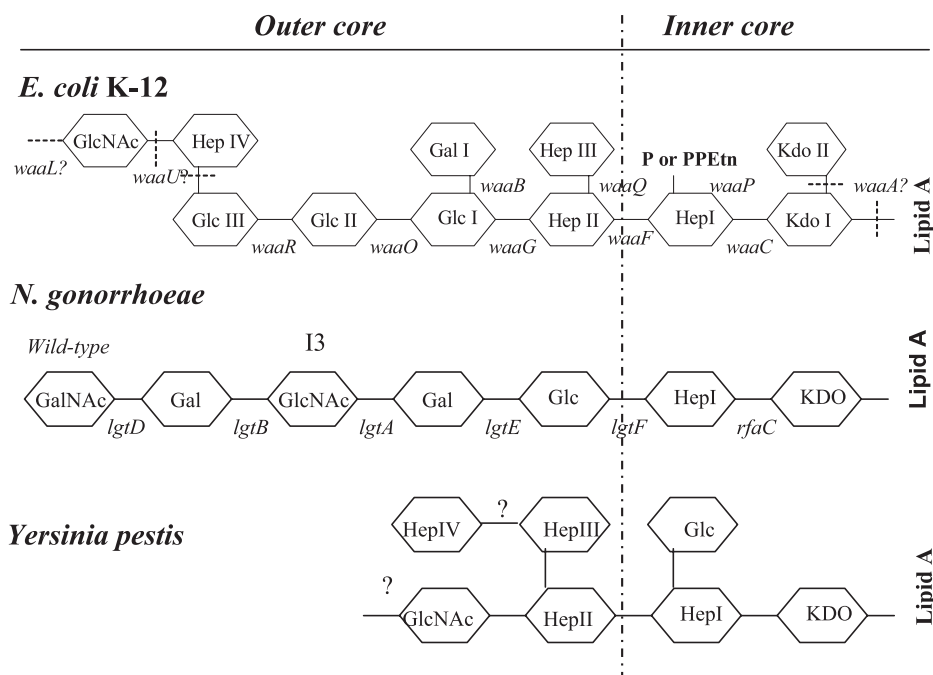 Outer core Inner core
E. coli K-12
GlcNAc Hep IV Gal I Hep III P or PPEtn Kdo II
waaL? waaU? waaB waaQ waaP waaA?
Glc III Glc II Glc I Hep II HepI Kdo I Lipid A
waaR waaO waaG waaF waaC
N. gonorrhoeae
Wild-type I3
GalNAc Gal GlcNAc Gal Glc HepI KDO Lipid A
lgtD lgtB lgtA lgtE lgtF rfaC
Yersinia pestis
HepIV ? HepIII Glc
? GlcNAc HepII HepI KDO Lipid A